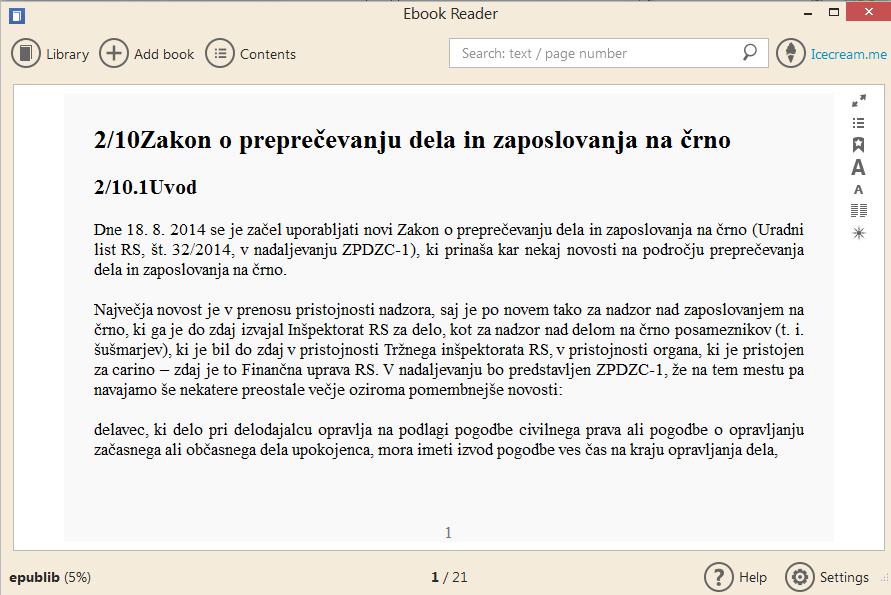 Ebook Reader
Library
Add book
Contents
Search: text / page number
Icecream.me
2/10Zakon o preprečevanju dela in zaposlovanja na črno
2/10.1Uvod
Dne 18. 8. 2014 se je začel uporabljati novi Zakon o preprečevanju dela in zaposlovanja na črno (Uradni
list RS, št. 32/2014, v nadaljevanju ZPDZC-1), ki prinaša kar nekaj novosti na področju preprečevanja
dela in zaposlovanja na črno.
Največja novost je v prenosu pristojnosti nadzora, saj je po novem tako za nadzor nad zaposlovanjem na
črno, ki ga je do zdaj izvajal Inšpektorat RS za delo, kot za nadzor nad delom na črno posameznikov (t. i.
šušmarjev), ki je bil do zdaj v pristojnosti Tržnega inšpektorata RS, v pristojnosti organa, ki je pristojen
za carino – zdaj je to Finančna uprava RS. V nadaljevanju bo predstavljen ZPDZC-1, že na tem mestu pa
navajamo še nekatere preostale večje oziroma pomembnejše novosti:
delavec, ki delo pri delodajalcu opravlja na podlagi pogodbe civilnega prava ali pogodbe o opravljanju
začasnega ali občasnega dela upokojenca, mora imeti izvod pogodbe ves čas na kraju opravljanja dela,
1
A
A
epublib (5%)
1 / 21
? Help
Settings